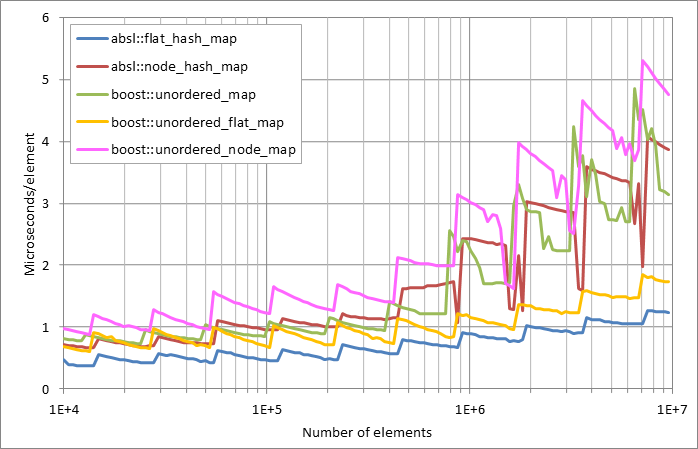 6
5
4
3
2
1
0
Microseconds/element
absl::flat_hash_map
absl::node_hash_map
boost::unordered_map
boost::unordered_flat_map
boost::unordered_node_map
1E+4
1E+5
1E+6
1E+7
Number of elements